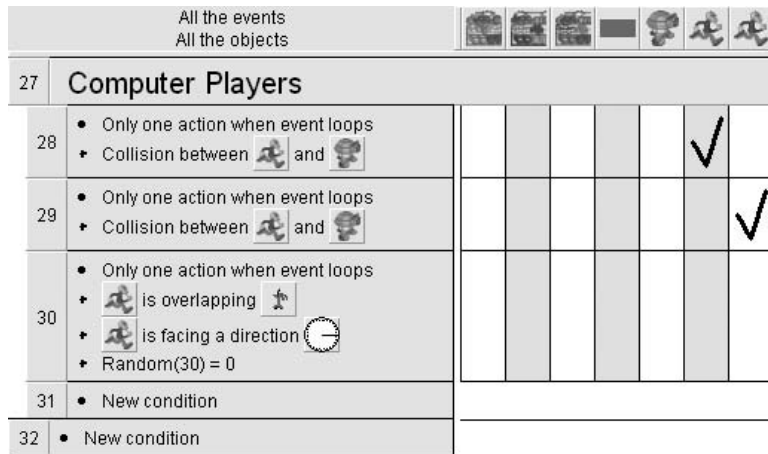 All the events
All the objects
27 Computer Players
28
• Only one action when event loops
+ Collision between and
29
• Only one action when event loops
+ Collision between and
30
• Only one action when event loops
+ is overlapping
+ is facing a direction
+ Random(30) = 0
31 • New condition
32 • New condition